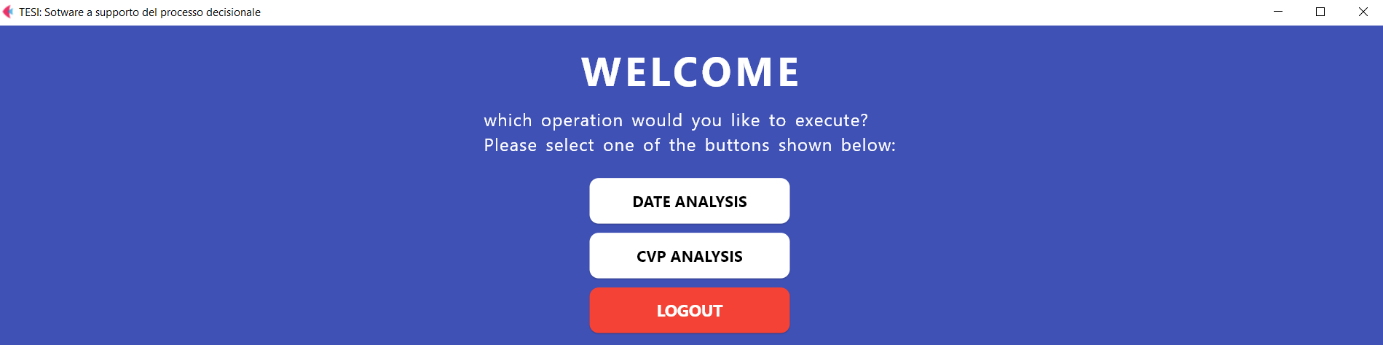 TESI: Sotware a supporto del processo decisionale
WELCOME
which operation would you like to execute?
Please select one of the buttons shown below:
DATE ANALYSIS
CVP ANALYSIS
LOGOUT